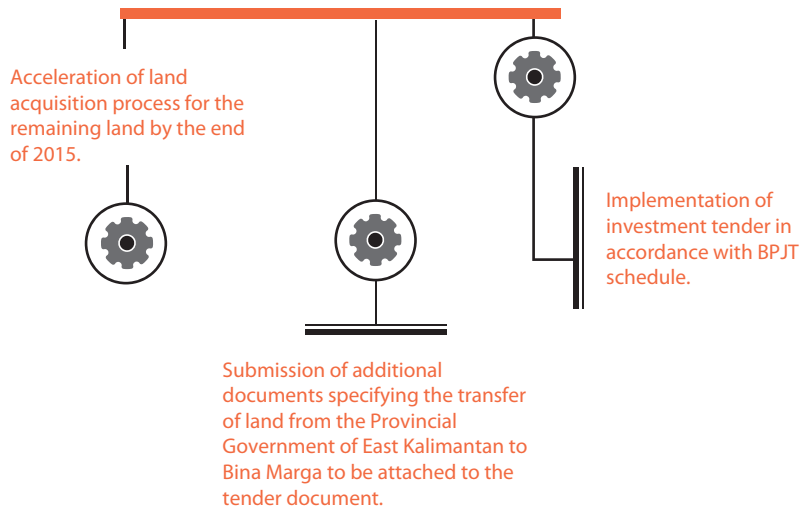 Acceleration of land
acquisition process for the
remaining land by the end
of 2015.
Submission of additional
documents specifying the transfer
of land from the Provincial
Government of East Kalimantan to
Bina Marga to be attached to the
tender document.
Implementation of
investment tender in
accordance with BPJT
schedule.